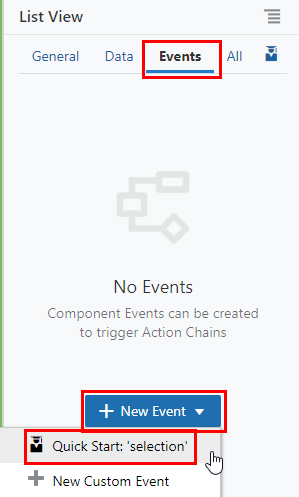 List View
General Data Events All
No Events
Component Events can be created
to trigger Action Chains
+ New Event
Quick Start: 'selection'
+ New Custom Event